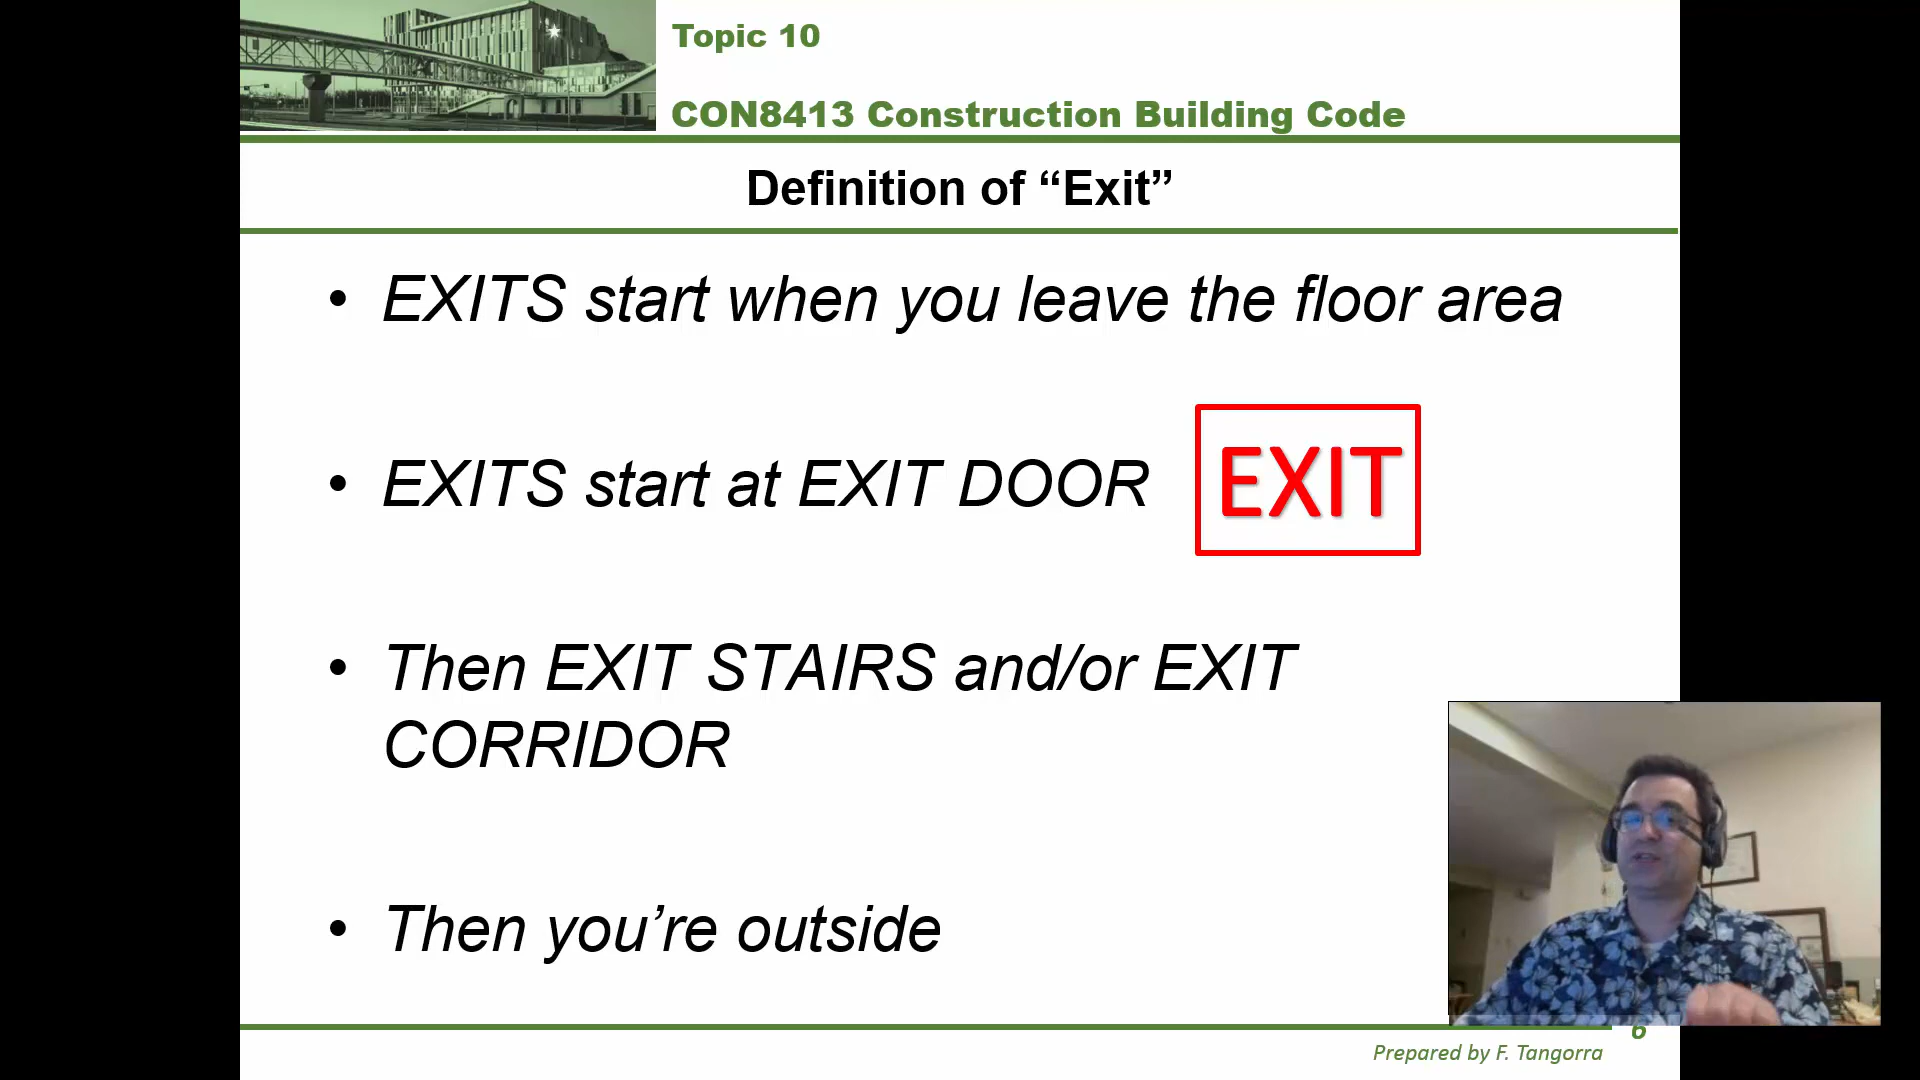 Topic 10
CON8413 Construction Building Code
Definition of “Exit”
• EXITS start when you leave the floor area
• EXITS start at EXIT DOOR
EXIT
• Then EXIT STAIRS and/or EXIT
CORRIDOR
• Then you’re outside
6
Prepared by F. Tangorra